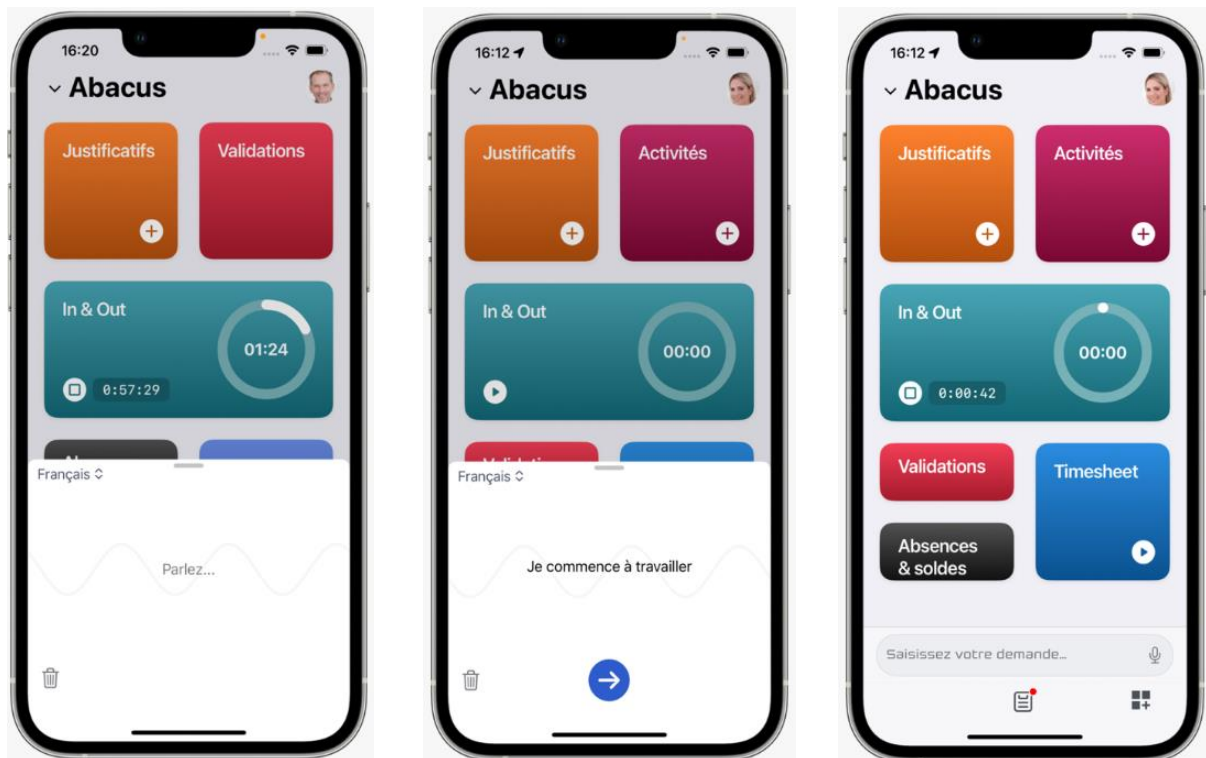 16:20
Abacus
Justificatifs
Validations
In & Out
01:24
0:57:29
Français
Parlez...
16:12
Abacus
Justificatifs
Activités
In & Out
00:00
Français
Je commence à travailler
16:12
Abacus
Justificatifs
Activités
In & Out
00:00
0:00:42
Validations
Timesheet
Absences
& soldes
Saisissez votre demande...